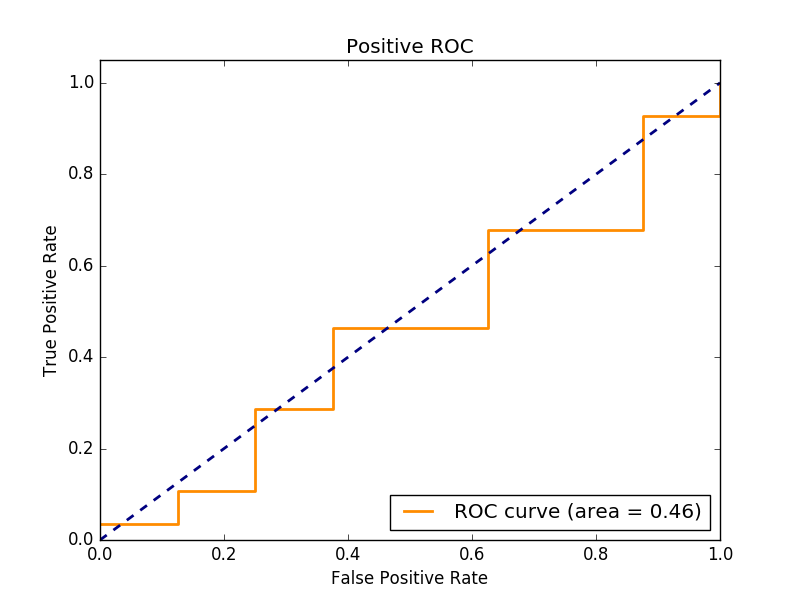 Positive ROC
1.0
0.8
0.6
0.4
0.2
0.0
True Positive Rate
ROC curve (area = 0.46)
0.0 0.2 0.4 0.6 0.8 1.0
False Positive Rate